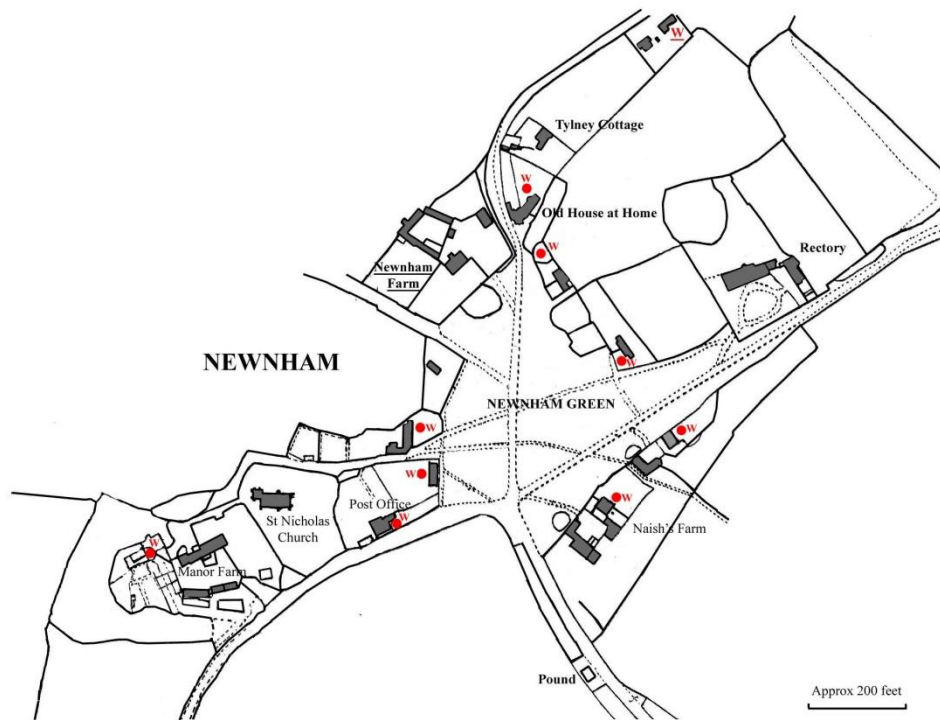 W
Tylney Cottage
W
Old House at Home
W
Rectory
Newnham
Farm
NEWNHAM
W
NEWNHAM GREEN
W
W
W
Post Office
W
W
St Nicholas
Church
Naish's Farm
W
Manor Farm
Pound
Approx 200 feet